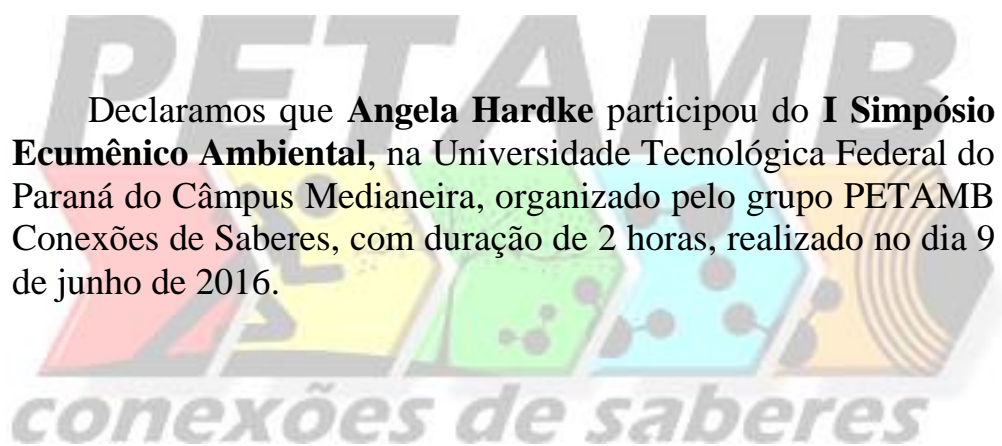 PETAMB
Declaramos que Angela Hardke participou do I Simpósio
Ecumênico Ambiental, na Universidade Tecnológica Federal do
Paraná do Câmpus Medianeira, organizado pelo grupo PETAMB
Conexões de Saberes, com duração de 2 horas, realizado no dia 9
de junho de 2016.
conexões de saberes